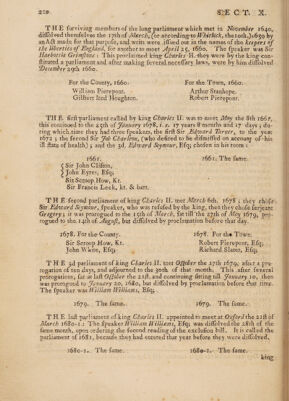 220 SECT. X.
THE surviving members of the long parliament which met in November 1640,
dissolved themselves the 17th of March, (or according to Whitlock, the 10th,) 1659 by
an Act made for that purpose, and writs were issued out in the names of the keepers of
the liberties of England, for another to meet April 25, 1660. The speaker was Sir
Harbottle Grimstone: This proclaimed king Charles II. they were by the king con-
stituted a parliament and after making several necessary laws, were by him dissolved
December 29th 1660.
For the County, 1660. For the Town, 1660.
William Pierepont. Arthur Stanhope.
Gilbert lord Houghton. Robert Pierepont.
THE first parliament called by king Charles II. was to meet May the 8th 1661,
this continued to the 25th of January 1678, i. e. 17 years 8 months and 17 days; du-
ring which time they had three speakers, the first Sir Edward Turner, to the year
1672; the second Sir Job Charlton, (who desired to be dismissed on account of his
ill state of health); and the 3d, Edward Seymour, Esq; chosen in his room:
1661. 1661. The same.
Sir John Clifton,
John Eyres, Esq;
Sir Scroop How, Kt.
Sir Francis Leek, kt. & bart.
THE second parliament of king Charles II. met March 6th, 1678; they chose
Sir Edward Seymour, speaker, who was refused by the king, then they chose serjeant
Gregory; it was prorogued to the 15th of March, sat till the 27th of May 1679, pro-
rogued to the 14th of August, but dissolved by proclamation before that day.
1678. For the County. 1678. For the Town:
Sir Scroop How, Kt. Robert Pierepont, Esq;
John White, Esq; Richard Slater, Esq;
THE 3d parliament of king Charles II. met October the 17th 1679, after a pro-
rogation of ten days, and adjourned to the 30th of that month. This after several
prorogations, sat at last October the 21st and continuing sitting till January 10, then
was prorogued to January 20, 1680, but dissolved by proclamation before that time.
The speaker was William Williams, Esq;
1679. The same. 1679. The same.
THE last parliament of king Charles II. appointed to meet at Oxford the 21st of
March 1680-1: The speaker William Williams, Esq; was dissolved the 28th of the
same month, upon ordering the second reading of the exclusion bill. It is called the
parliament of 1681, because they had entered that year before they were dissolved.
1680-1. The same. 1680-1. The same.
king